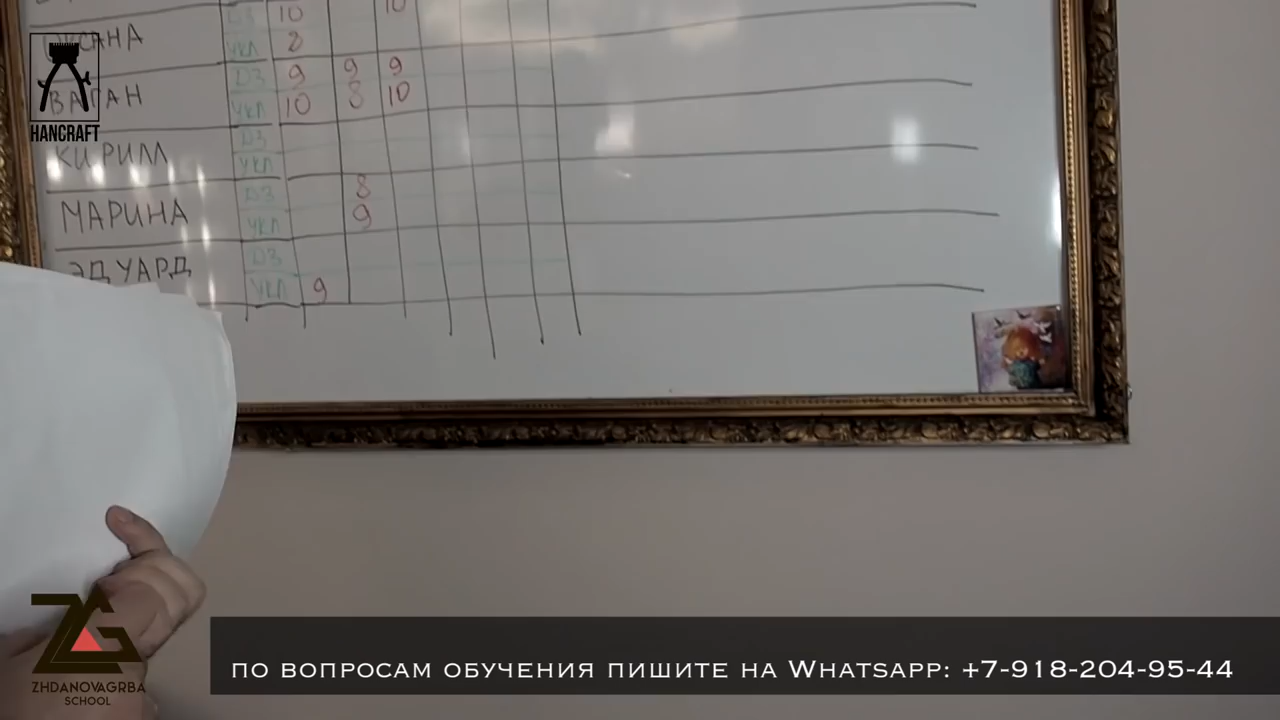 ДЗ 10 10
ОКСАНА УКЛ 8
ДЗ 9 9 9
ВАГАН УКЛ 10 8 10
HANCRAFT
ДЗ
КИРИЛЛ УКЛ
ДЗ 8
МАРИНА УКЛ 9
ДЗ
ЭДУАРД УКЛ 9
ZHDANOVAGRBA
SCHOOL
по вопросам обучения пишите на Whatsapp: +7-918-204-95-44